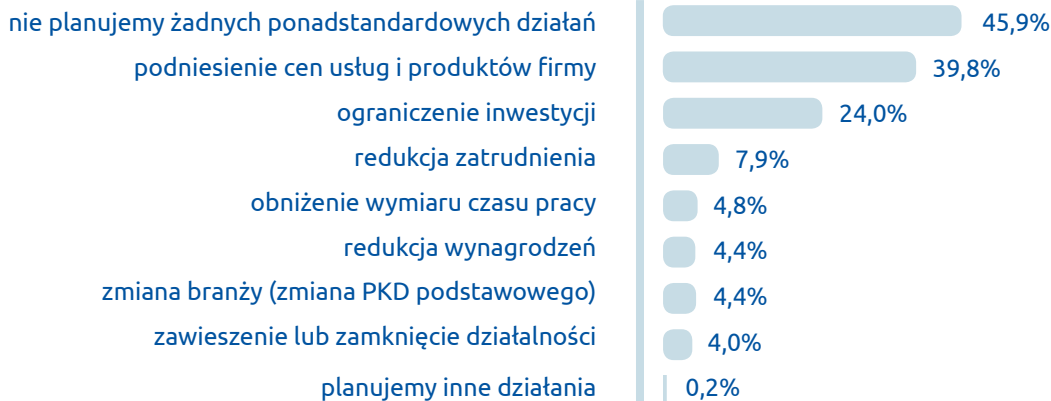 nie planujemy żadnych ponadstandardowych działań 45,9%
podniesienie cen usług i produktów firmy 39,8%
ograniczenie inwestycji 24,0%
redukcja zatrudnienia 7,9%
obniżenie wymiaru czasu pracy 4,8%
redukcja wynagrodzeń 4,4%
zmiana branży (zmiana PKD podstawowego) 4,4%
zawieszenie lub zamknięcie działalności 4,0%
planujemy inne działania 0,2%